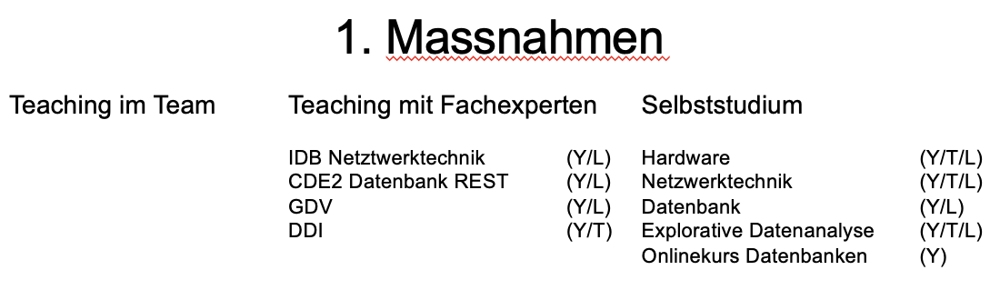 1. Massnahmen
Teaching im Team
Teaching mit Fachexperten
IDB Netztwerktechnik (Y/L)
CDE2 Datenbank REST (Y/L)
GDV (Y/L)
DDI (Y/T)
Selbststudium
Hardware (Y/T/L)
Netzwerktechnik (Y/T/L)
Datenbank (Y/L)
Explorative Datenanalyse (Y/T/L)
Onlinekurs Datenbanken (Y)